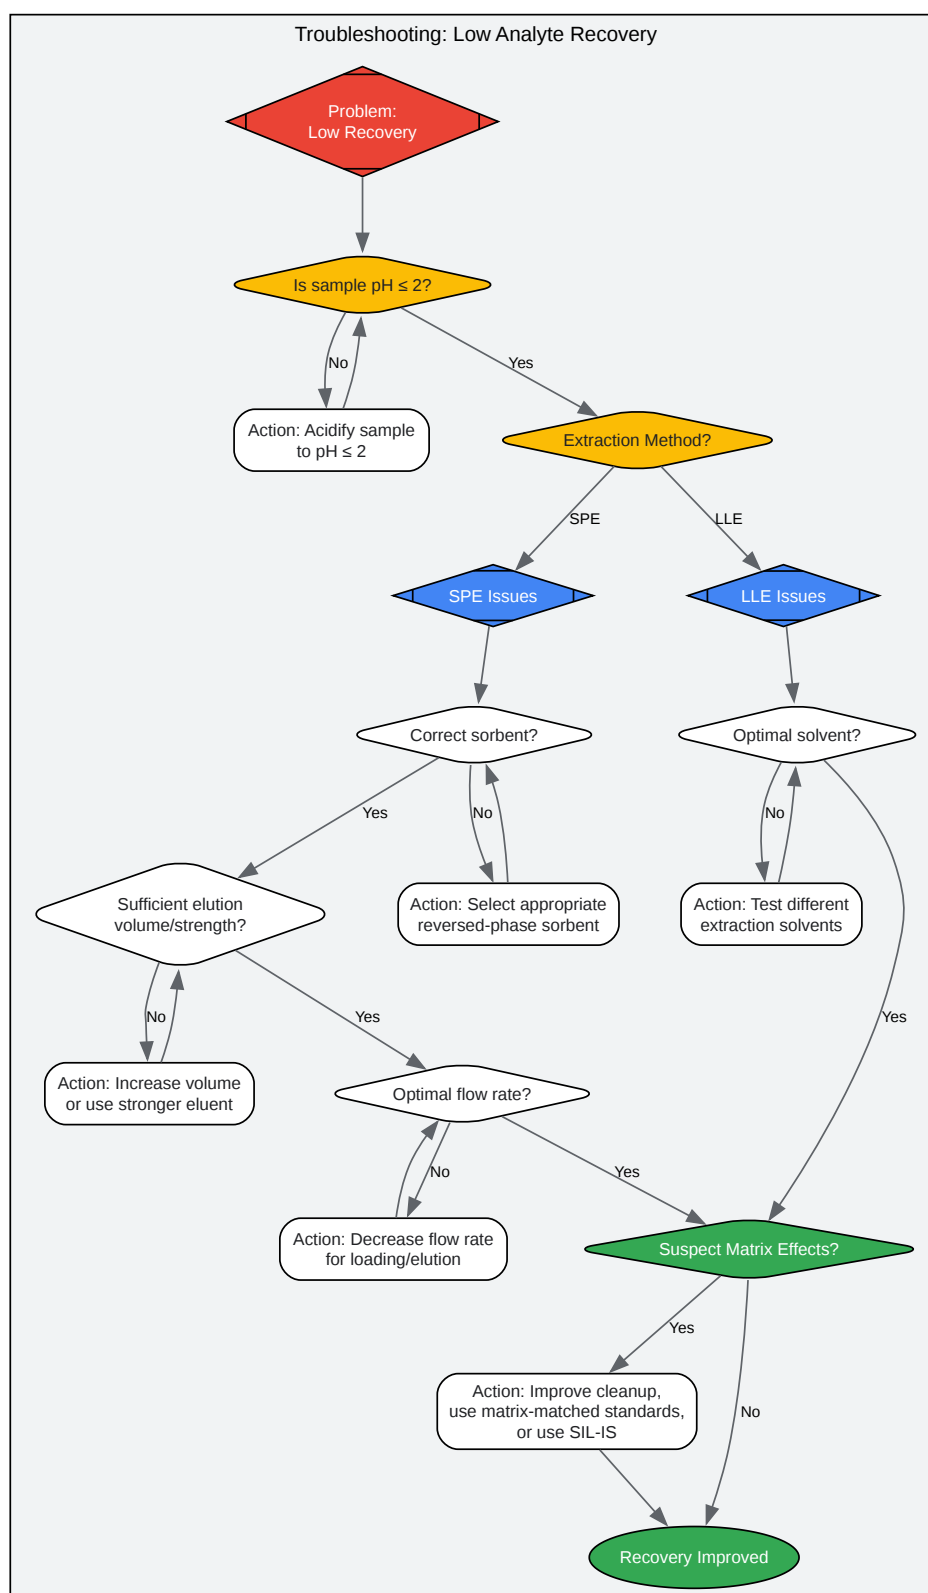 Troubleshooting: Low Analyte Recovery
Problem:
Low Recovery
Is sample pH ≤ 2?
No
Yes
Action: Acidify sample
to pH ≤ 2
Extraction Method?
SPE
LLE
SPE Issues
LLE Issues
Correct sorbent?
Optimal solvent?
Yes
No
No
Sufficient elution
volume/strength?
Action: Select appropriate
reversed-phase sorbent
Action: Test different
extraction solvents
No
Yes
Yes
Action: Increase volume
or use stronger eluent
Optimal flow rate?
No
Yes
Action: Decrease flow rate
for loading/elution
Suspect Matrix Effects?
Yes
Action: Improve cleanup,
use matrix-matched standards,
or use SIL-IS
No
Recovery Improved